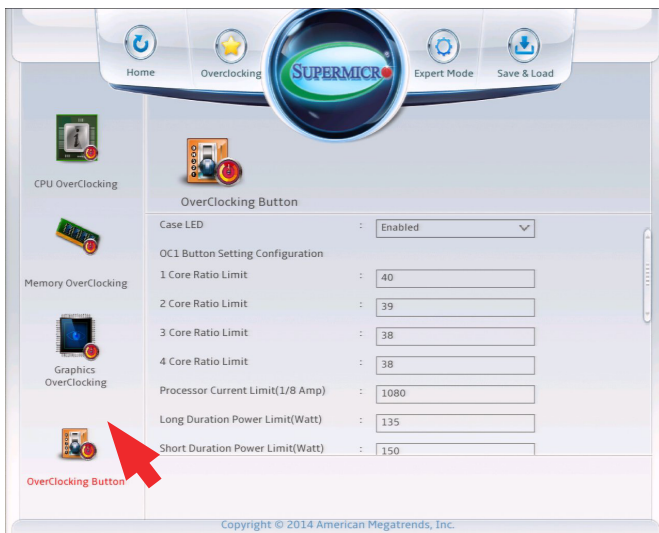 Home
Overclocking
SUPERMICRO
Expert Mode
Save & Load
CPU OverClocking
Memory OverClocking
Graphics
OverClocking
OverClocking Button
OverClocking Button
Case LED : Enabled
OC1 Button Setting Configuration
1 Core Ratio Limit : 40
2 Core Ratio Limit : 39
3 Core Ratio Limit : 38
4 Core Ratio Limit : 38
Processor Current Limit(1/8 Amp) : 1080
Long Duration Power Limit(Watt) : 135
Short Duration Power Limit(Watt) : 150
Copyright © 2014 American Megatrends, Inc.